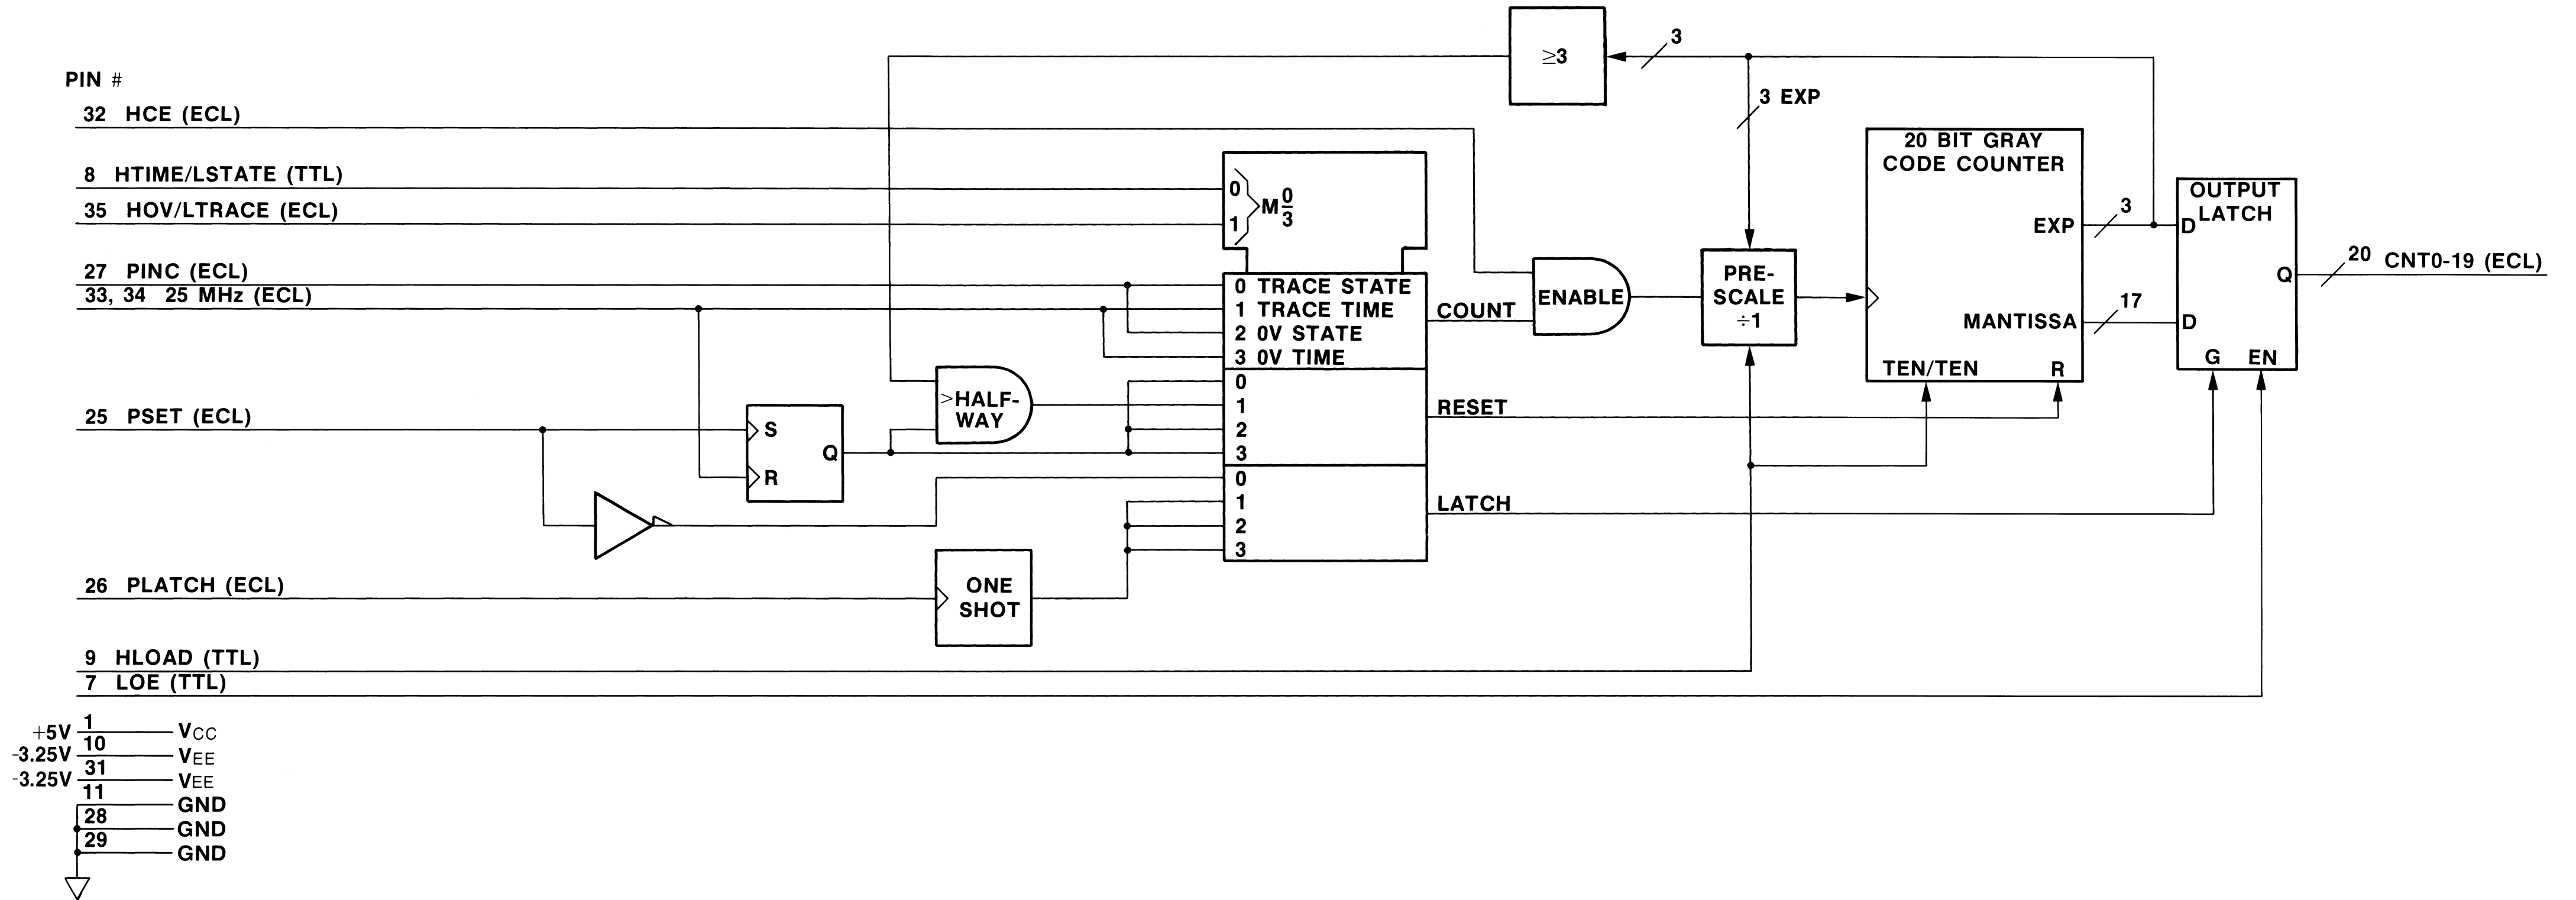 PIN #
32 HCE (ECL)
8 HTIME/LSTATE (TTL)
35 HOV/LTRACE (ECL)
27 PINC (ECL)
33, 34 25 MHz (ECL)
25 PSET (ECL)
26 PLATCH (ECL)
9 HLOAD (TTL)
7 LOE (TTL)
+5V 1 VCC
-3.25V 10 VEE
-3.25V 31 VEE
11 GND
28 GND
29 GND
S
R
Q
>HALF-
WAY
ONE
SHOT
0
1
M 0/3
0 TRACE STATE
1 TRACE TIME
2 0V STATE
3 0V TIME
0
1
2
3
0
1
2
3
COUNT
RESET
LATCH
≥3
3
3 EXP
ENABLE
PRE-
SCALE
÷1
20 BIT GRAY
CODE COUNTER
EXP
MANTISSA
TEN/TEN R
3
17
OUTPUT
LATCH
D
Q
D
G EN
20 CNT0-19 (ECL)